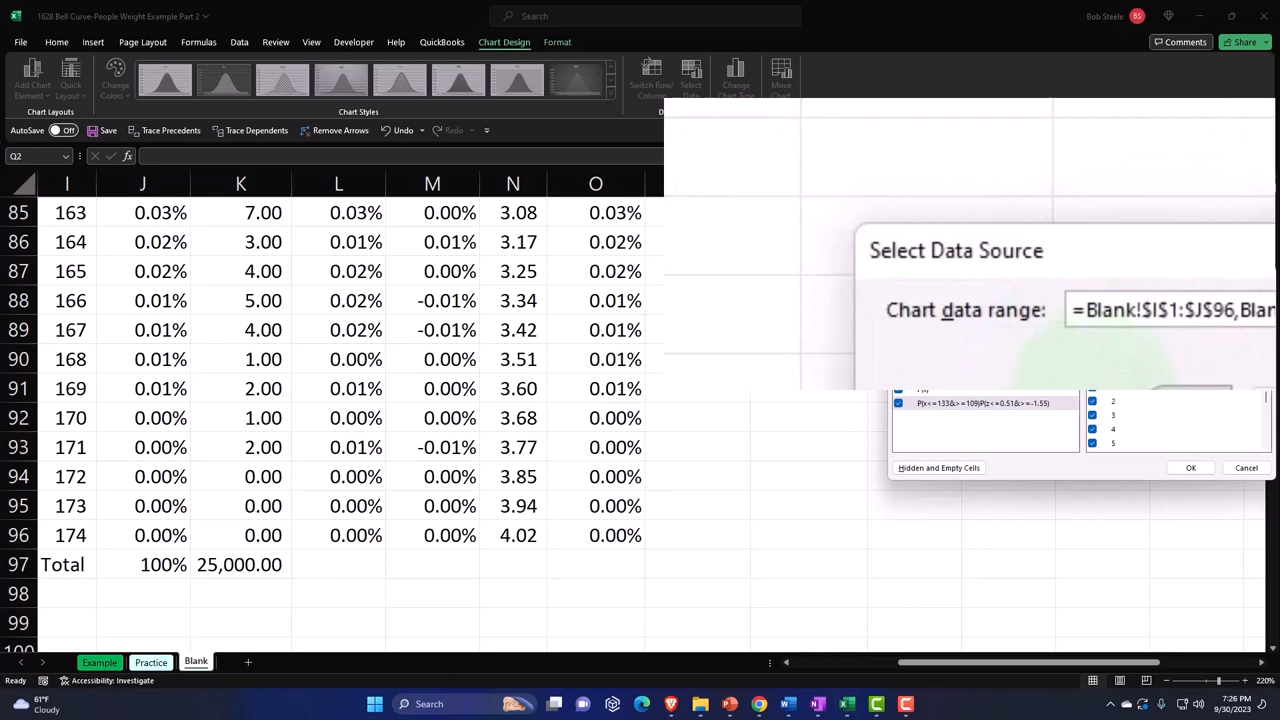 1628 Bell Curve-People Weight Example Part 2
Search
Bob Steele BS
File Home Insert Page Layout Formulas Data Review View Developer Help QuickBooks Chart Design Format
Comments Share
Add Chart Element Quick Layout Change Colors Switch Row/ Column Select Data Change Chart Type Move Chart
Chart Layouts Chart Styles
AutoSave Off Save Trace Precedents Trace Dependents Remove Arrows Undo Redo
Q2 fx
I J K L M N O
85 163 0.03% 7.00 0.03% 0.00% 3.08 0.03%
86 164 0.02% 3.00 0.01% 0.01% 3.17 0.02%
87 165 0.02% 4.00 0.02% 0.00% 3.25 0.02%
88 166 0.01% 5.00 0.02% -0.01% 3.34 0.01%
89 167 0.01% 4.00 0.02% -0.01% 3.42 0.01%
90 168 0.01% 1.00 0.00% 0.00% 3.51 0.01%
91 169 0.01% 2.00 0.01% 0.00% 3.60 0.01%
92 170 0.00% 1.00 0.00% 0.00% 3.68 0.00%
93 171 0.00% 2.00 0.01% -0.01% 3.77 0.00%
94 172 0.00% 0.00 0.00% 0.00% 3.85 0.00%
95 173 0.00% 0.00 0.00% 0.00% 3.94 0.00%
96 174 0.00% 0.00 0.00% 0.00% 4.02 0.00%
97 Total 100% 25,000.00
98
99
Select Data Source
Chart data range: =Blank!$I$1:$J$96,Blan
P(x<=133&>=109)P(z<=0.51&>=-1.55)
2
3
4
5
Hidden and Empty Cells OK Cancel
Example Practice Blank
Ready Accessibility: Investigate 220%
61°F
Cloudy
Search
7:26 PM
9/30/2023